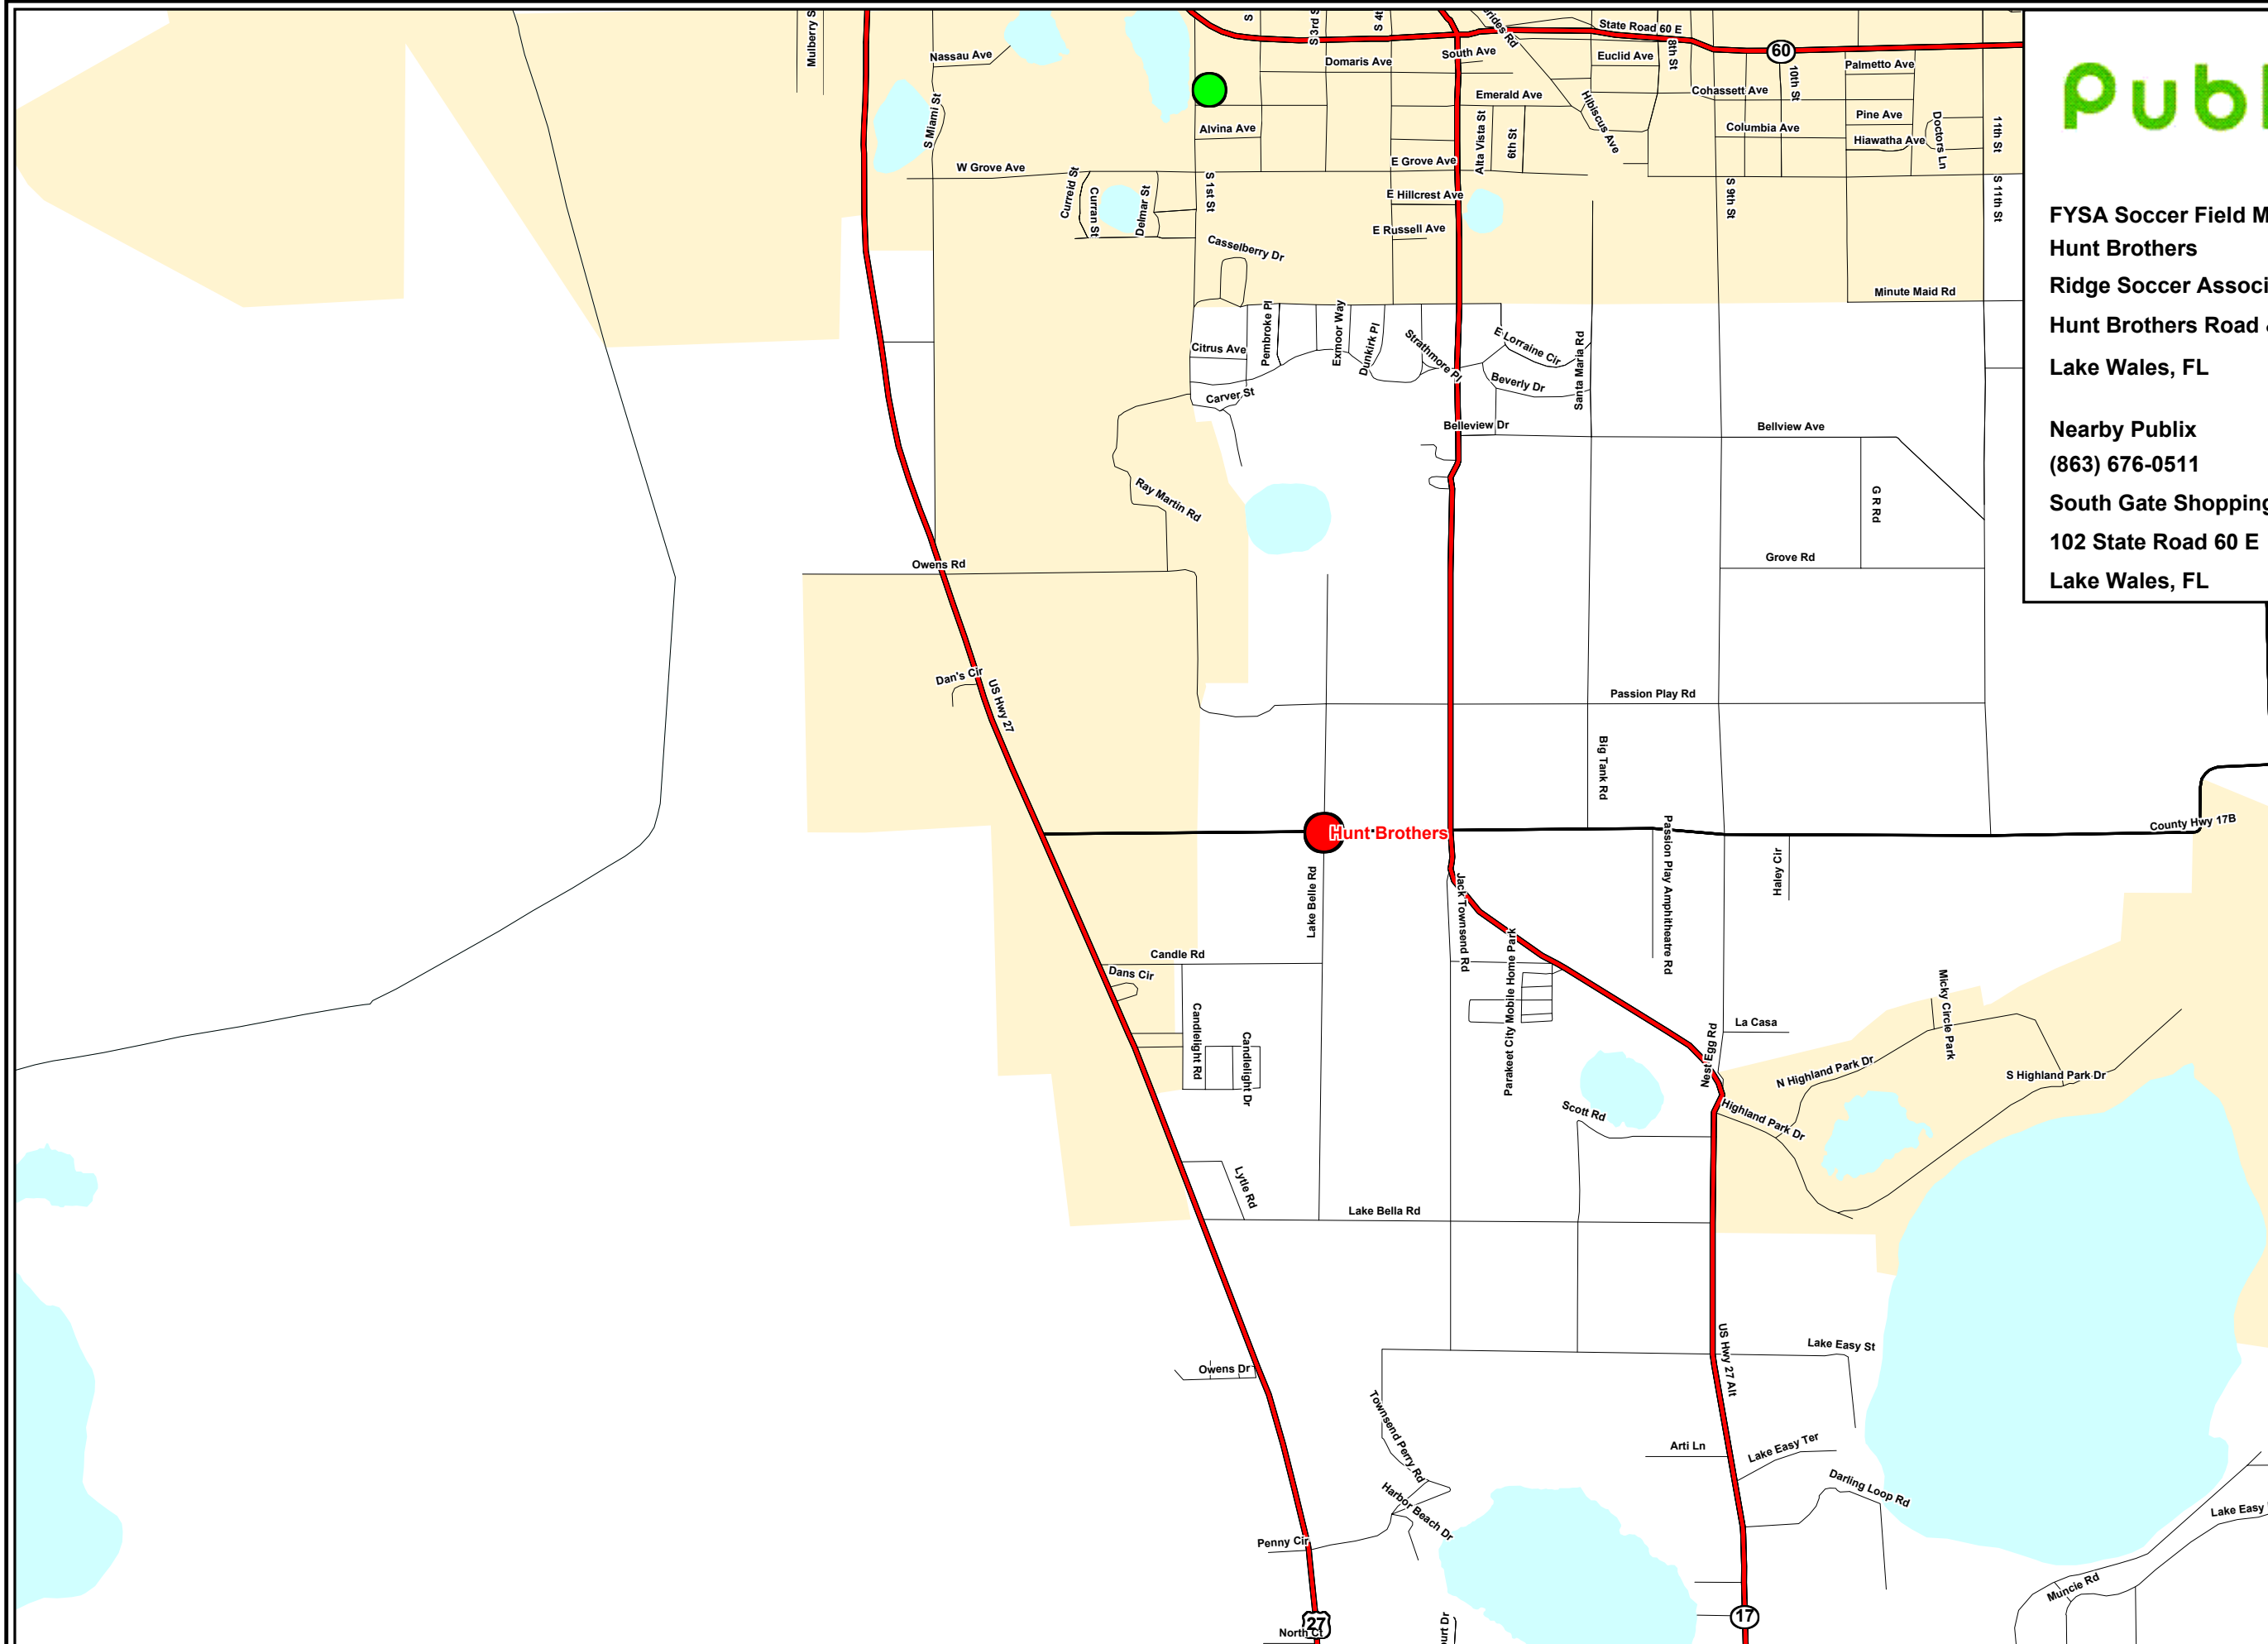 Mulberry S
S
S 3rd S
S 4t
erides Rd
State Road 60 E
8th St
60
Nassau Ave
Domaris Ave
South Ave
Euclid Ave
10th St
Palmetto Ave
Publ
S Miami St
Emerald Ave
Hibiscus Ave
Cohassett Ave
Alvina Ave
Alta Vista St
6th St
Columbia Ave
Pine Ave
Hiawatha Ave
Doctors Ln
11th St
W Grove Ave
E Grove Ave
Curreid St
Curran St
Delmar St
S 1st St
E Hillcrest Ave
S 9th St
S 11th St
E Russell Ave
Casselberry Dr
FYSA Soccer Field M
Hunt Brothers
Ridge Soccer Associ
Hunt Brothers Road
Lake Wales, FL
Nearby Publix
(863) 676-0511
South Gate Shopping
102 State Road 60 E
Lake Wales, FL
Minute Maid Rd
Citrus Ave
Pembroke Pl
Exmoor Way
Dunkirk Pl
Strathmore Pl
E Lorraine Cir
Beverly Dr
Santa Maria Rd
Carver St
Belleview Dr
Bellview Ave
Ray Martin Rd
G R Rd
Owens Rd
Grove Rd
Dan's Cir
US Hwy 27
Passion Play Rd
Big Tank Rd
Hunt Brothers
County Hwy 17B
Lake Belle Rd
Jack Townsend Rd
Passion Play Amphitheatre Rd
Haley Cir
Candle Rd
Dans Cir
Parakeet City Mobile Home Park
Micky Circle Park
Candlelight Rd
Candlelight Dr
La Casa
Nest Egg Rd
N Highland Park Dr
S Highland Park Dr
Scott Rd
Highland Park Dr
Lytle Rd
Lake Bella Rd
Owens Dr
US Hwy 27 Alt
Lake Easy St
Townsend Perry Rd
Arti Ln
Lake Easy Ter
Darling Loop Rd
Harbor Beach Dr
Lake Easy
Penny Cir
Muncie Rd
27
17
North Ct
ourt Dr